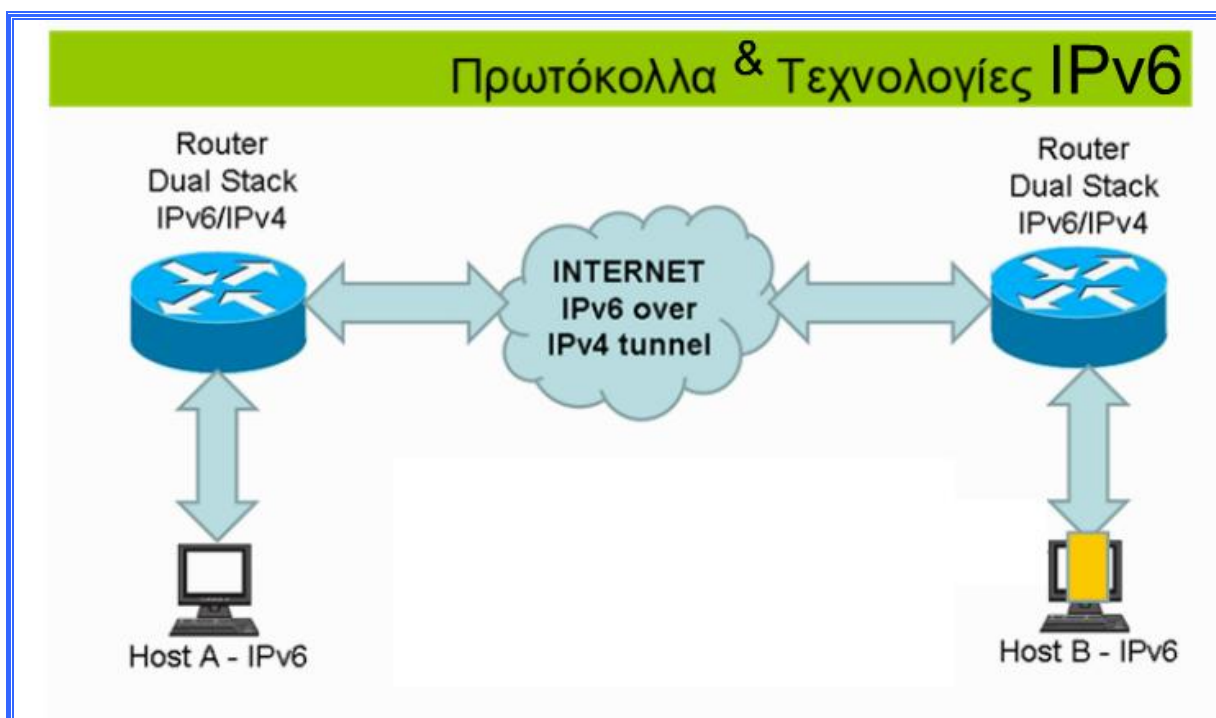 Πρωτόκολλα & Τεχνολογίες IPv6
Router
Dual Stack
IPv6/IPv4
Router
Dual Stack
IPv6/IPv4
INTERNET
IPv6 over
IPv4 tunnel
Host A - IPv6
Host B - IPv6